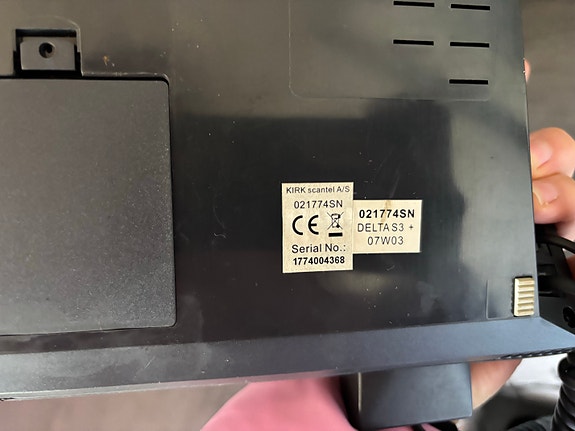 KIRK scantel A/S
021774SN
CE
Serial No.:
1774004368
021774SN
DELTA S3 +
07W03